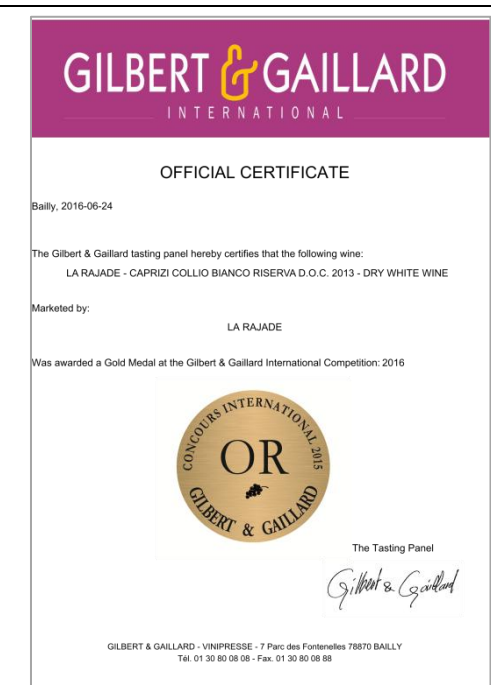 GILBERT & GAILLARD
INTERNATIONAL
OFFICIAL CERTIFICATE
Bailly, 2016-06-24
The Gilbert & Gaillard tasting panel hereby certifies that the following wine:
LA RAJADE - CAPRIZI COLLIO BIANCO RISERVA D.O.C. 2013 - DRY WHITE WINE
Marketed by:
LA RAJADE
Was awarded a Gold Medal at the Gilbert & Gaillard International Competition: 2016
CONCOURS INTERNATIONAL 2015
OR
GILBERT & GAILLARD
The Tasting Panel
Gilbert & Gaillard
GILBERT & GAILLARD - VINIPRESSE - 7 Parc des Fontenelles 78870 BAILLY
Tél. 01 30 80 08 08 - Fax. 01 30 80 08 88